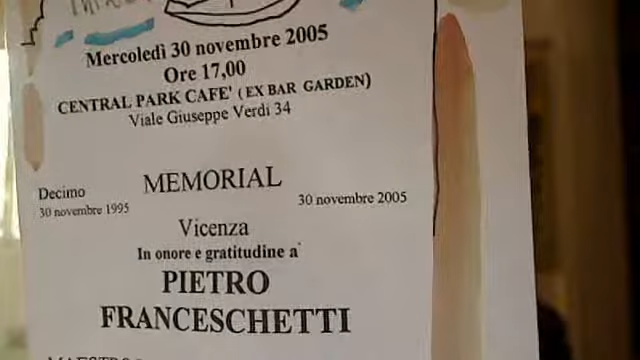 Mercoledì 30 novembre 2005
Ore 17,00
CENTRAL PARK CAFE' ( EX BAR GARDEN)
Viale Giuseppe Verdi 34
Decimo MEMORIAL
30 novembre 1995 30 novembre 2005
Vicenza
In onore e gratitudine a'
PIETRO
FRANCESCHETTI